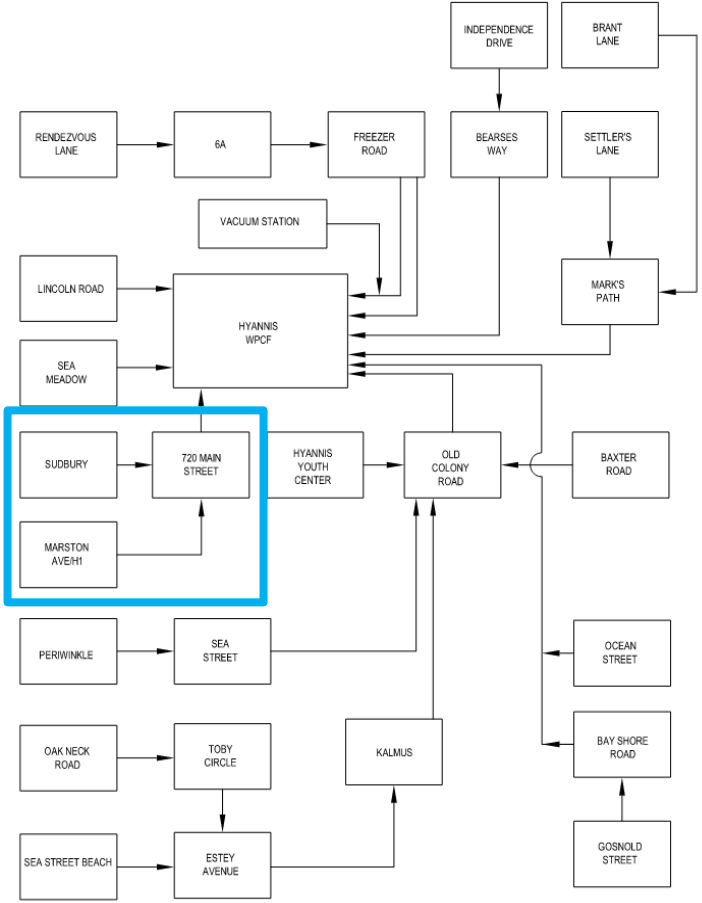 INDEPENDENCE
DRIVE
BRANT
LANE
RENDEZVOUS
LANE
6A
FREEZER
ROAD
BEARSES
WAY
SETTLER'S
LANE
VACUUM STATION
LINCOLN ROAD
HYANNIS
WPCF
MARK'S
PATH
SEA
MEADOW
SUDBURY
720 MAIN
STREET
HYANNIS
YOUTH
CENTER
OLD
COLONY
ROAD
BAXTER
ROAD
MARSTON
AVE/H1
PERIWINKLE
SEA
STREET
OCEAN
STREET
OAK NECK
ROAD
TOBY
CIRCLE
KALMUS
BAY SHORE
ROAD
SEA STREET BEACH
ESTEY
AVENUE
GOSNOLD
STREET